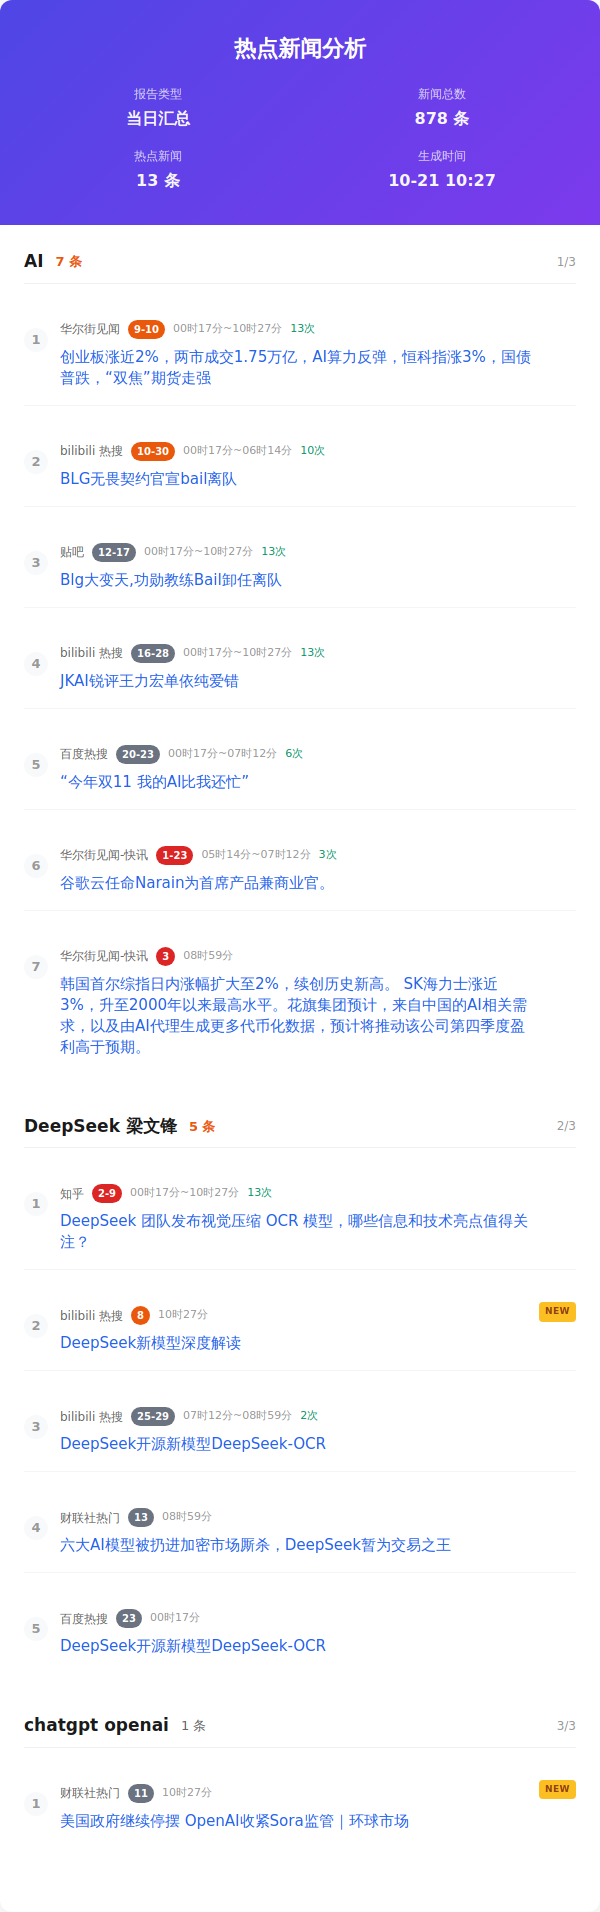 热点新闻分析
报告类型
新闻总数
当日汇总
878 条
热点新闻
生成时间
13 条
10-21 10:27
AI 7 条 1/3
1 华尔街见闻 9-10 00时17分~10时27分 13次
创业板涨近2%，两市成交1.75万亿，AI算力反弹，恒科指涨3%，国债
普跌，“双焦”期货走强
2 bilibili 热搜 10-30 00时17分~06时14分 10次
BLG无畏契约官宣bail离队
3 贴吧 12-17 00时17分~10时27分 13次
Blg大变天,功勋教练Bail卸任离队
4 bilibili 热搜 16-28 00时17分~10时27分 13次
JKAI锐评王力宏单依纯爱错
5 百度热搜 20-23 00时17分~07时12分 6次
“今年双11 我的AI比我还忙”
6 华尔街见闻-快讯 1-23 05时14分~07时12分 3次
谷歌云任命Narain为首席产品兼商业官。
7 华尔街见闻-快讯 3 08时59分
韩国首尔综指日内涨幅扩大至2%，续创历史新高。 SK海力士涨近
3%，升至2000年以来最高水平。花旗集团预计，来自中国的AI相关需
求，以及由AI代理生成更多代币化数据，预计将推动该公司第四季度盈
利高于预期。
DeepSeek 梁文锋 5 条 2/3
1 知乎 2-9 00时17分~10时27分 13次
DeepSeek 团队发布视觉压缩 OCR 模型，哪些信息和技术亮点值得关
注？
2 bilibili 热搜 8 10时27分 NEW
DeepSeek新模型深度解读
3 bilibili 热搜 25-29 07时12分~08时59分 2次
DeepSeek开源新模型DeepSeek-OCR
4 财联社热门 13 08时59分
六大AI模型被扔进加密市场厮杀，DeepSeek暂为交易之王
5 百度热搜 23 00时17分
DeepSeek开源新模型DeepSeek-OCR
chatgpt openai 1 条 3/3
1 财联社热门 11 10时27分 NEW
美国政府继续停摆 OpenAI收紧Sora监管｜环球市场